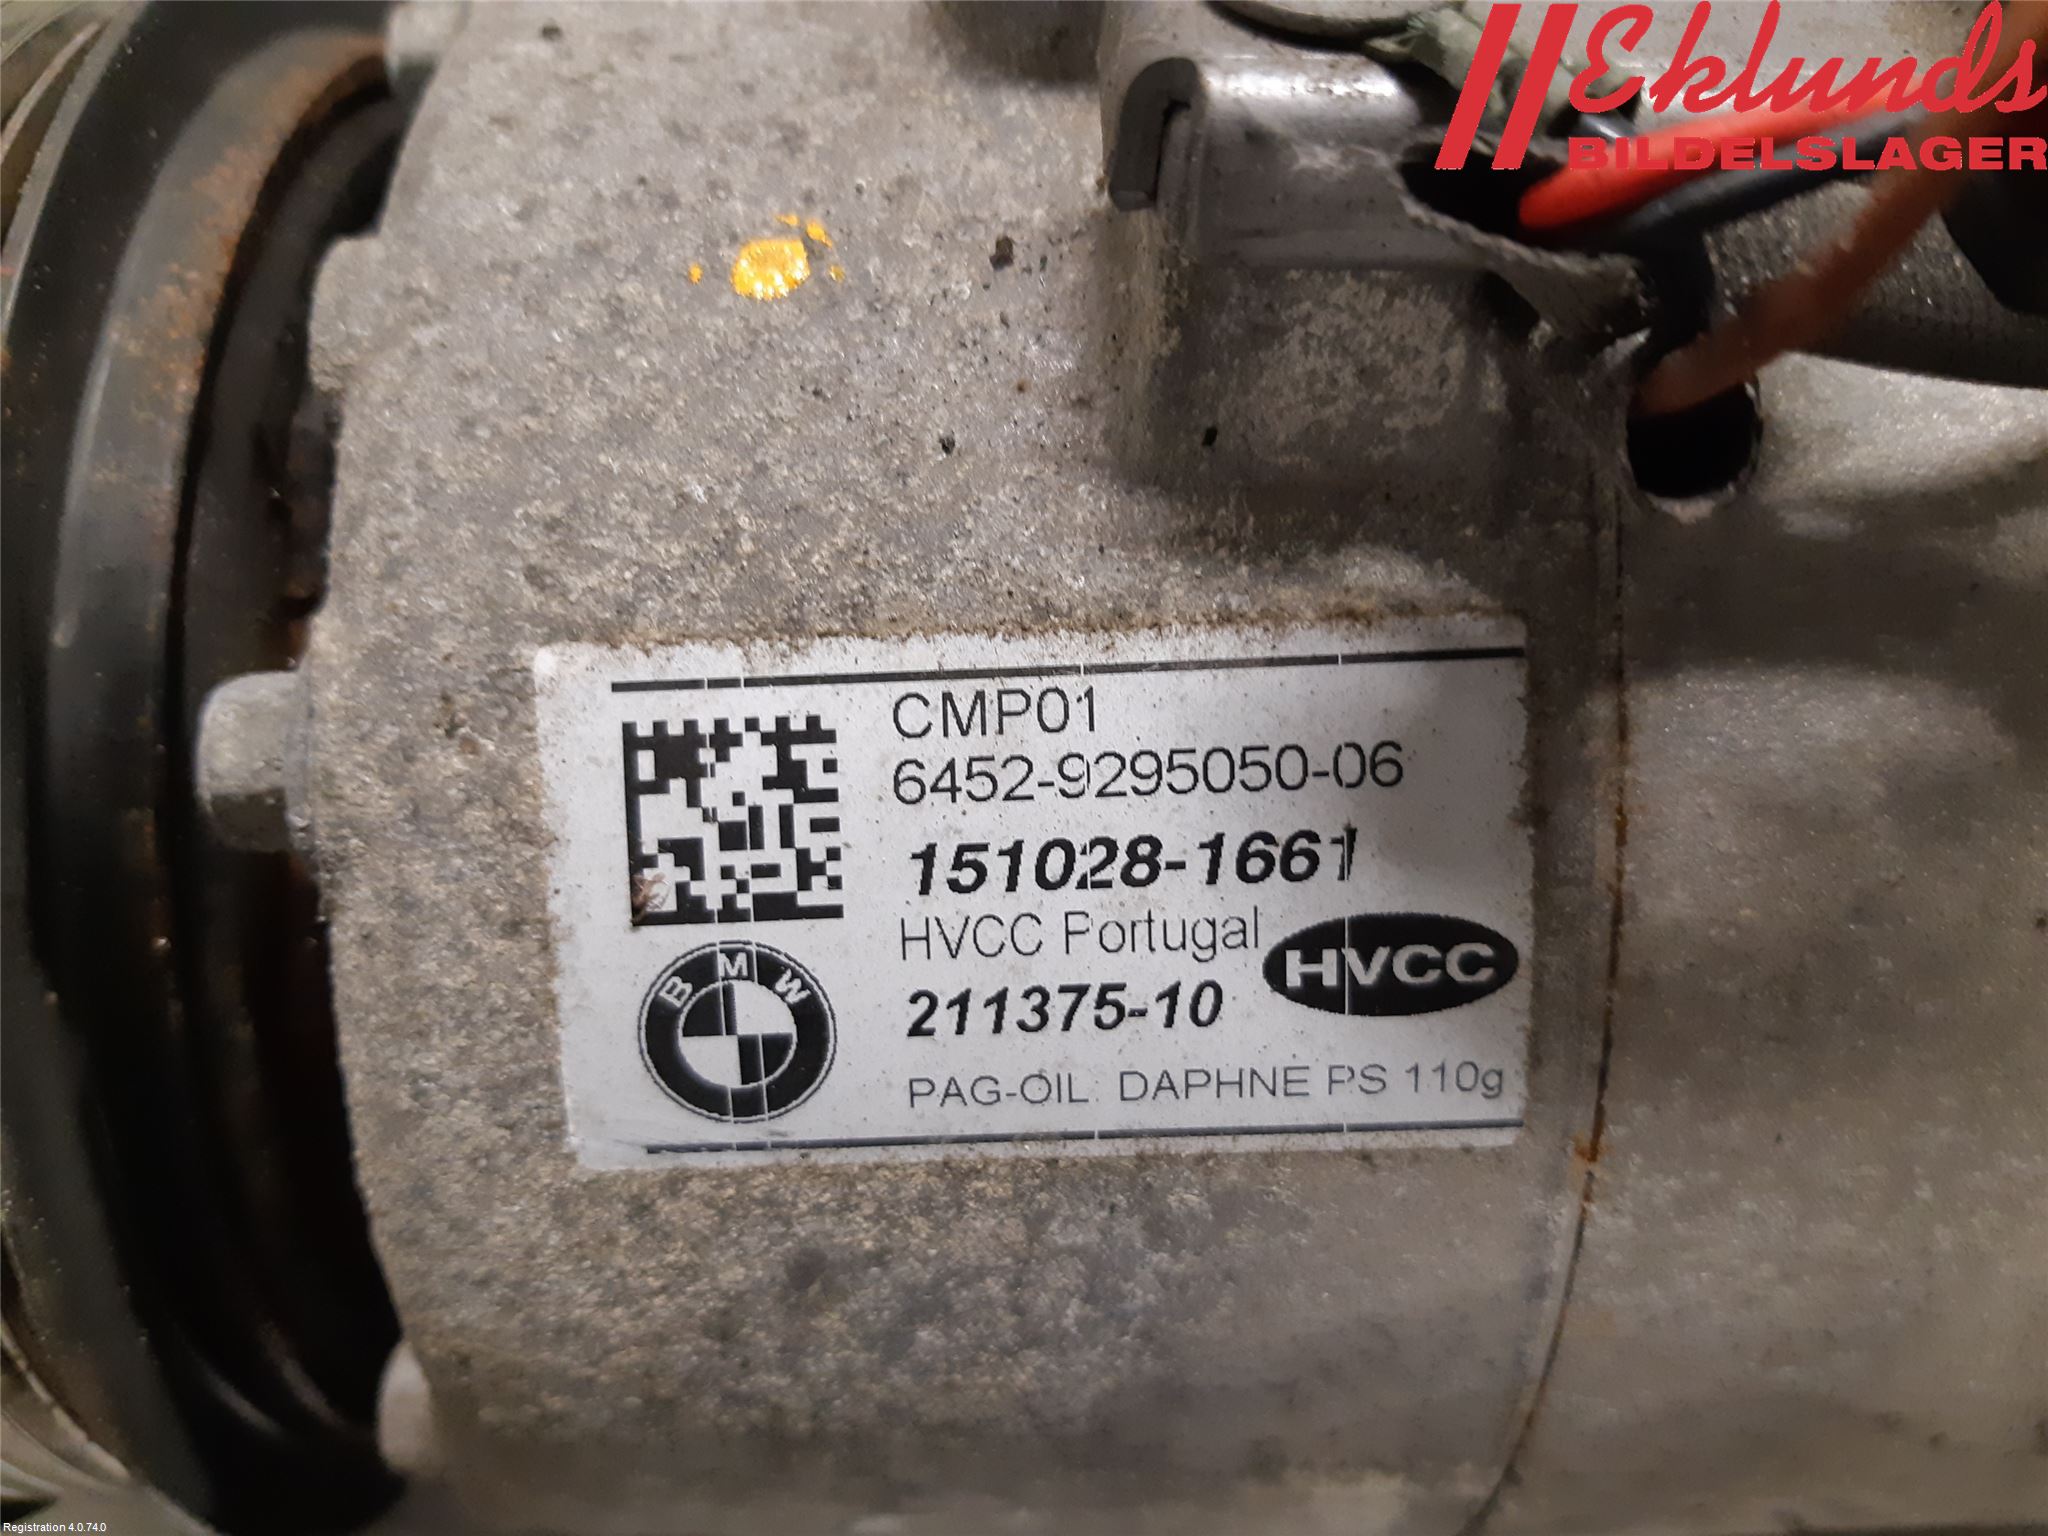 Eklunds
BILDELSLAGER
CMP01
6452-9295050-06
151028-1661
HVCC Portugal
HVCC
211375-10
BMW
PAG-OIL: DAPHNE PS 110g
Registration 4.0.74.0